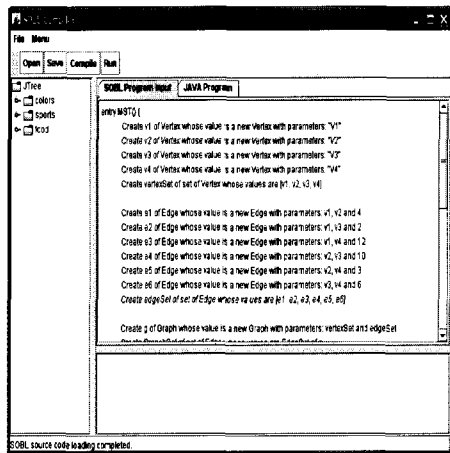 SOBL Compiler
File Menu
Open Save Compile Run
JTree
colors
sports
food
SOBL Program Input JAVA Program
entry MST() {
Create v1 of Vertex whose value is a new Vertex with parameters: "V1"
Create v2 of Vertex whose value is a new Vertex with parameters: "V2"
Create v3 of Vertex whose value is a new Vertex with parameters: "V3"
Create v4 of Vertex whose value is a new Vertex with parameters: "V4"
Create vertexSet of set of Vertex whose values are [v1, v2, v3, v4]
Create e1 of Edge whose value is a new Edge with parameters: v1, v2 and 4
Create e2 of Edge whose value is a new Edge with parameters: v1, v3 and 2
Create e3 of Edge whose value is a new Edge with parameters: v1, v4 and 12
Create e4 of Edge whose value is a new Edge with parameters: v2, v3 and 10
Create e5 of Edge whose value is a new Edge with parameters: v2, v4 and 3
Create e6 of Edge whose value is a new Edge with parameters: v3, v4 and 6
Create edgeSet of set of Edge whose values are [e1, e2, e3, e4, e5, e6]
Create g of Graph whose value is a new Graph with parameters: vertexSet and edgeSet
SOBL source code loading completed.